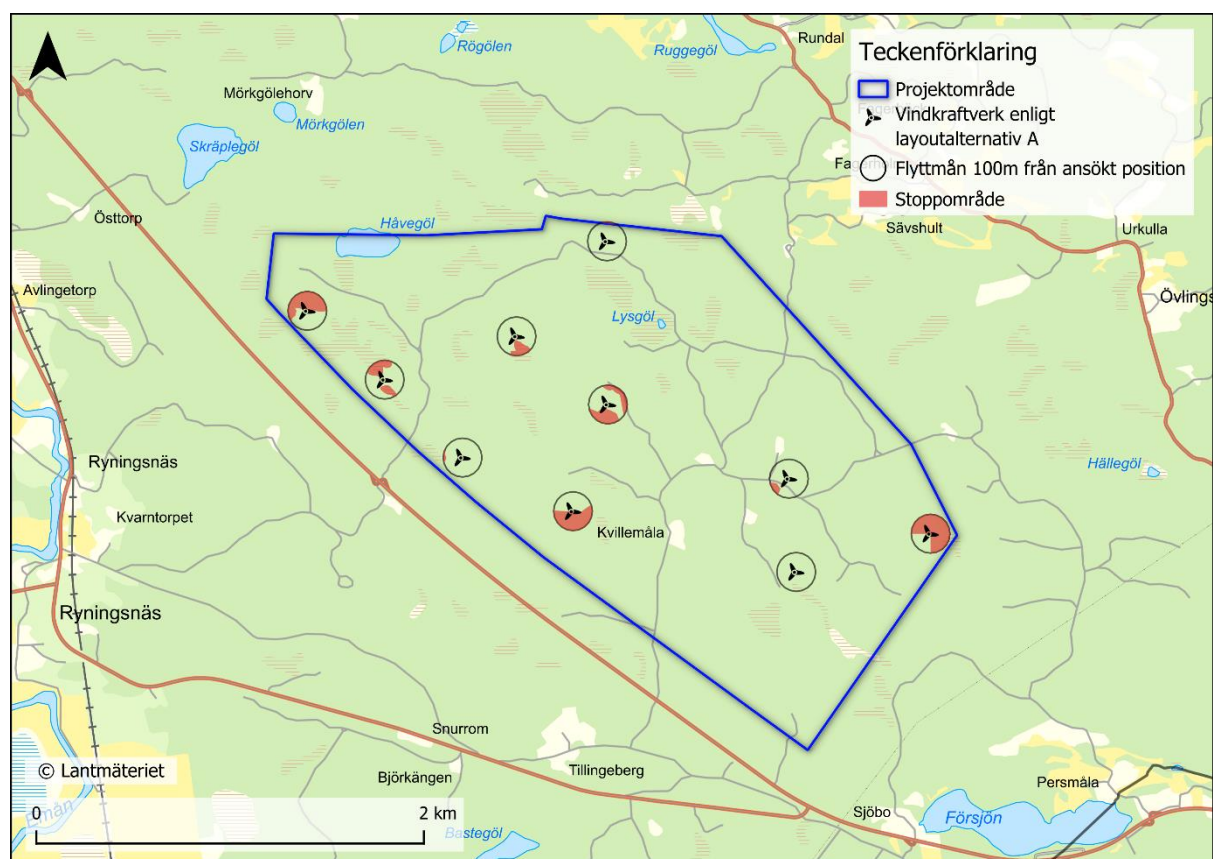 Rundal
Rögölen
Ruggegöl
Teckenförklaring
Projektområde
Vindkraftverk enligt
layoutalternativ A
Flyttmån 100m från ansökt position
Stoppområde
Mörkgölehorv
Mörkgölen
Skräplegöl
Östtorp
Håvegöl
Sävshult
Urkulla
Avlingetorp
Lysgöl
Ryningsnäs
Hällegöl
Kvarntorpet
Kvillemåla
Ryningsnäs
Snurrom
© Lantmäteriet
Björkängen
Tillingeberg
Persmåla
0
2 km
Sjöbo
Försjön
Emån
Bastegöl